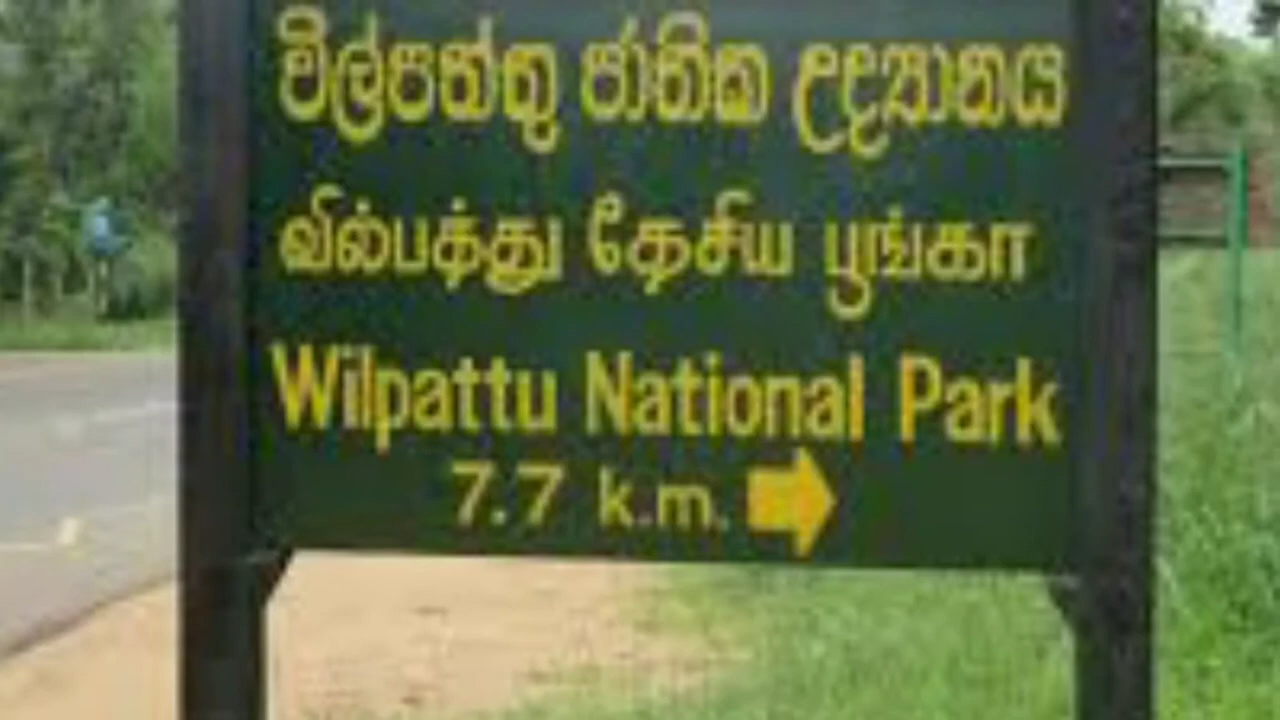 විල්පත්තු ජාතික උද්‍යානය
வில்பத்து தேசிய பூங்கா
Wilpattu National Park
7.7 k.m.